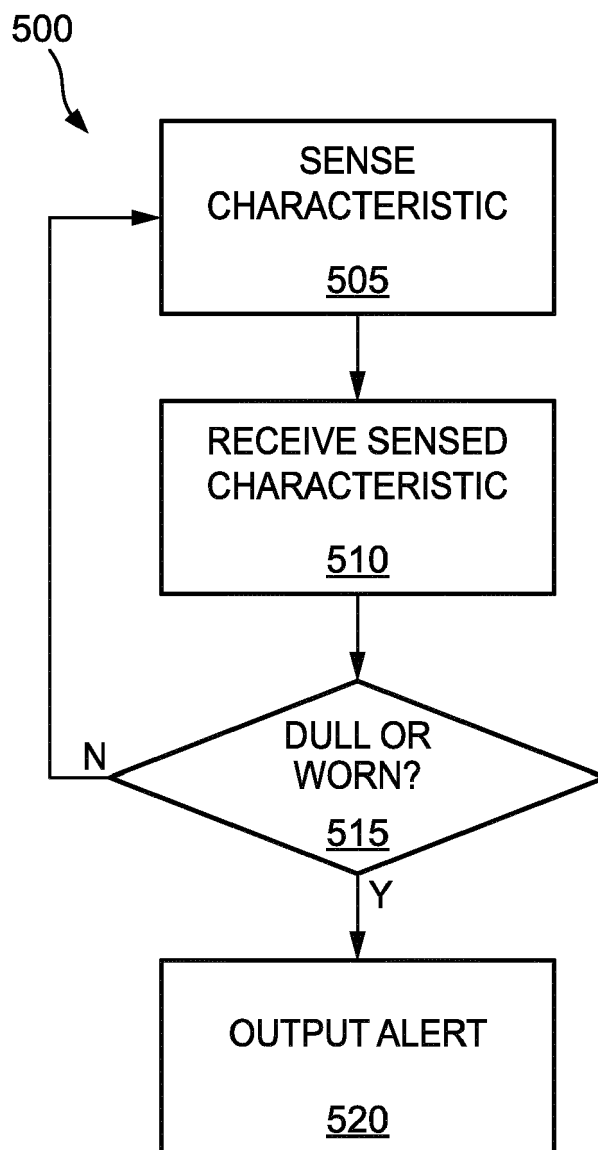 500
SENSE
CHARACTERISTIC
505
RECEIVE SENSED
CHARACTERISTIC
510
DULL OR
WORN?
N
515
Y
OUTPUT ALERT
520